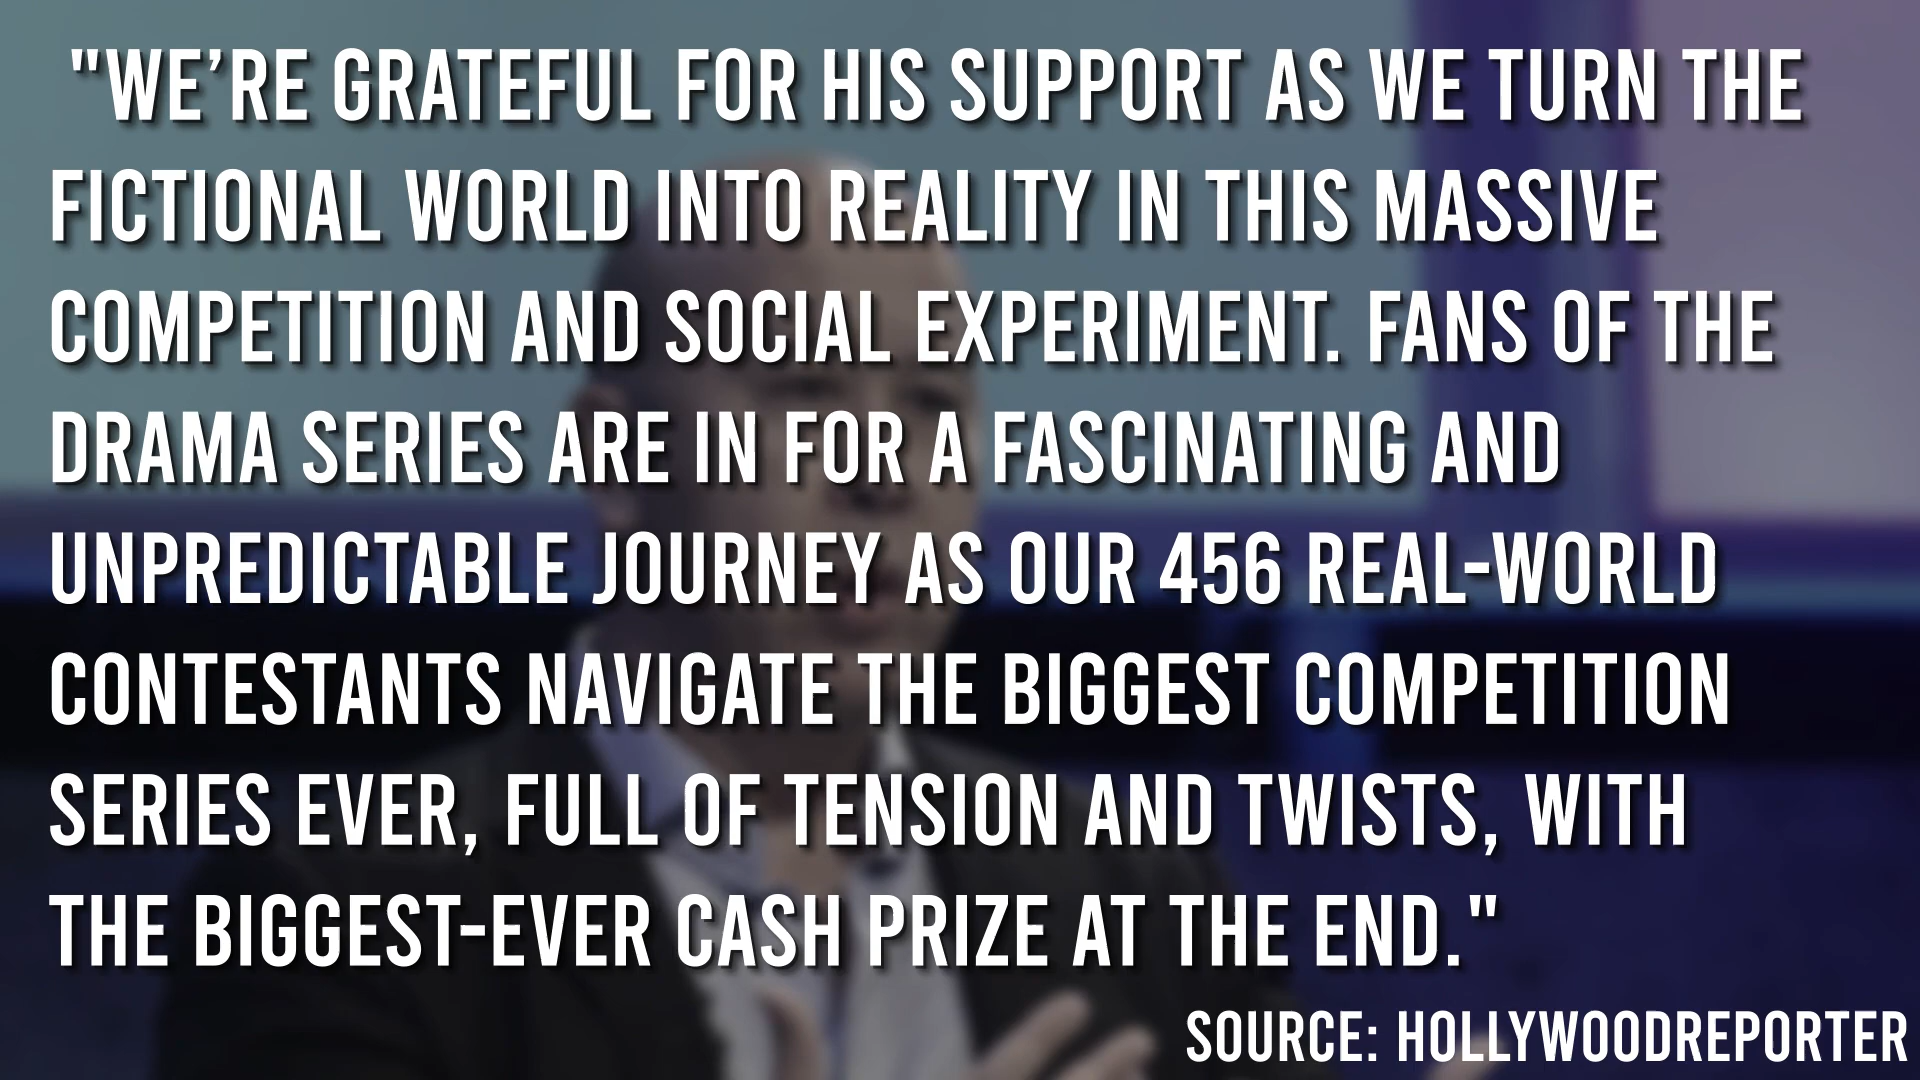 "WE’RE GRATEFUL FOR HIS SUPPORT AS WE TURN THE
FICTIONAL WORLD INTO REALITY IN THIS MASSIVE
COMPETITION AND SOCIAL EXPERIMENT. FANS OF THE
DRAMA SERIES ARE IN FOR A FASCINATING AND
UNPREDICTABLE JOURNEY AS OUR 456 REAL-WORLD
CONTESTANTS NAVIGATE THE BIGGEST COMPETITION
SERIES EVER, FULL OF TENSION AND TWISTS, WITH
THE BIGGEST-EVER CASH PRIZE AT THE END."
SOURCE: HOLLYWOODREPORTER